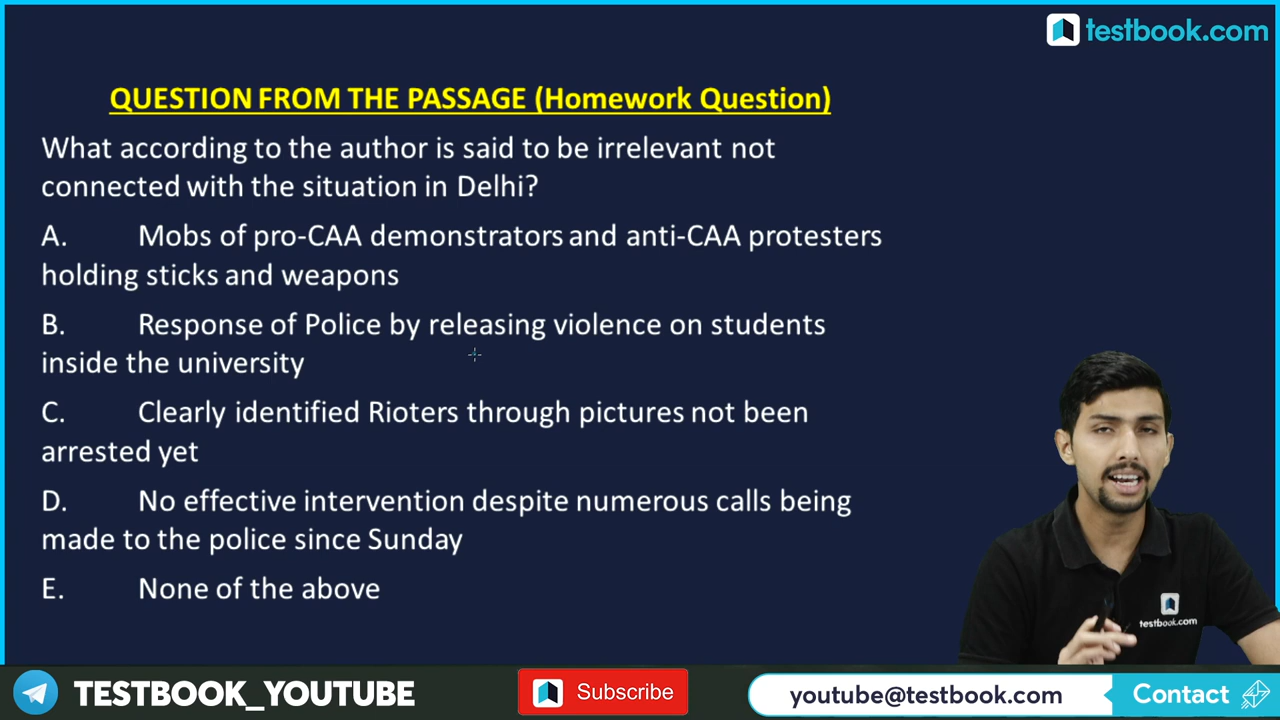 testbook.com
QUESTION FROM THE PASSAGE (Homework Question)
What according to the author is said to be irrelevant not
connected with the situation in Delhi?
A. Mobs of pro-CAA demonstrators and anti-CAA protesters
holding sticks and weapons
B. Response of Police by releasing violence on students
inside the university
C. Clearly identified Rioters through pictures not been
arrested yet
D. No effective intervention despite numerous calls being
made to the police since Sunday
E. None of the above
testbook.com
TESTBOOK_YOUTUBE
Subscribe
youtube@testbook.com
Contact